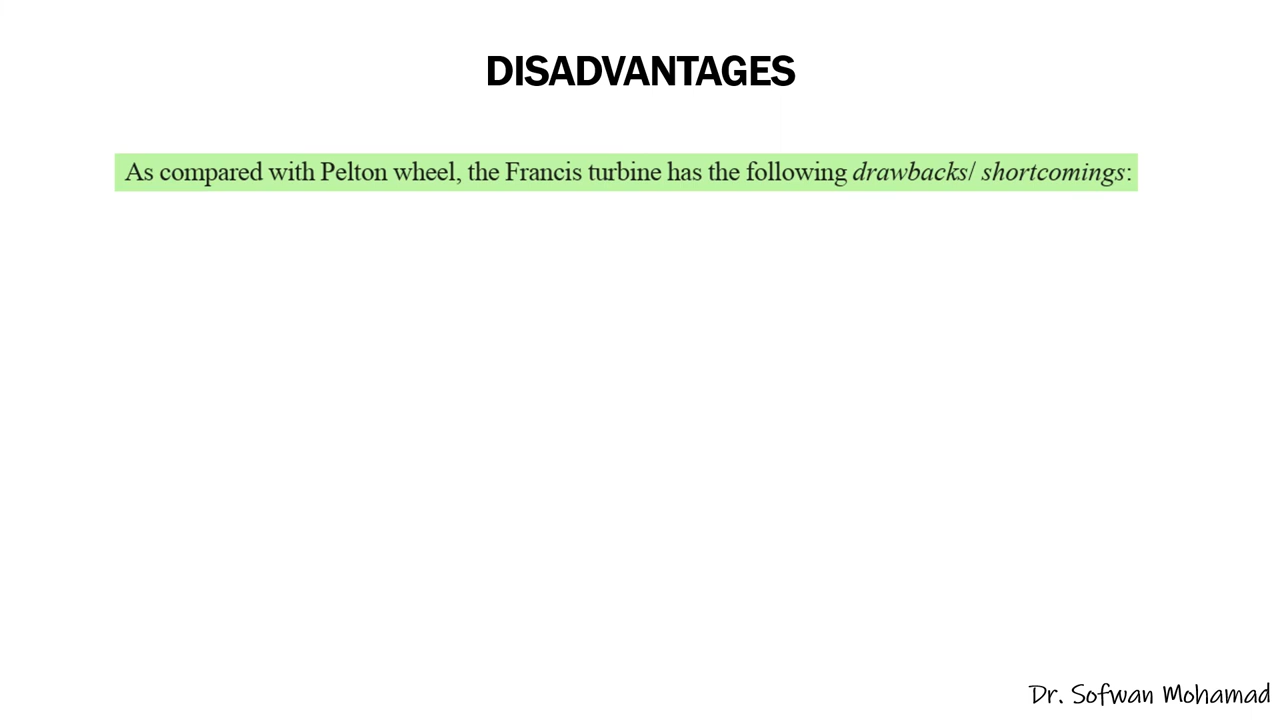 DISADVANTAGES
As compared with Pelton wheel, the Francis turbine has the following drawbacks/ shortcomings:
Dr. Sofwan Mohamad